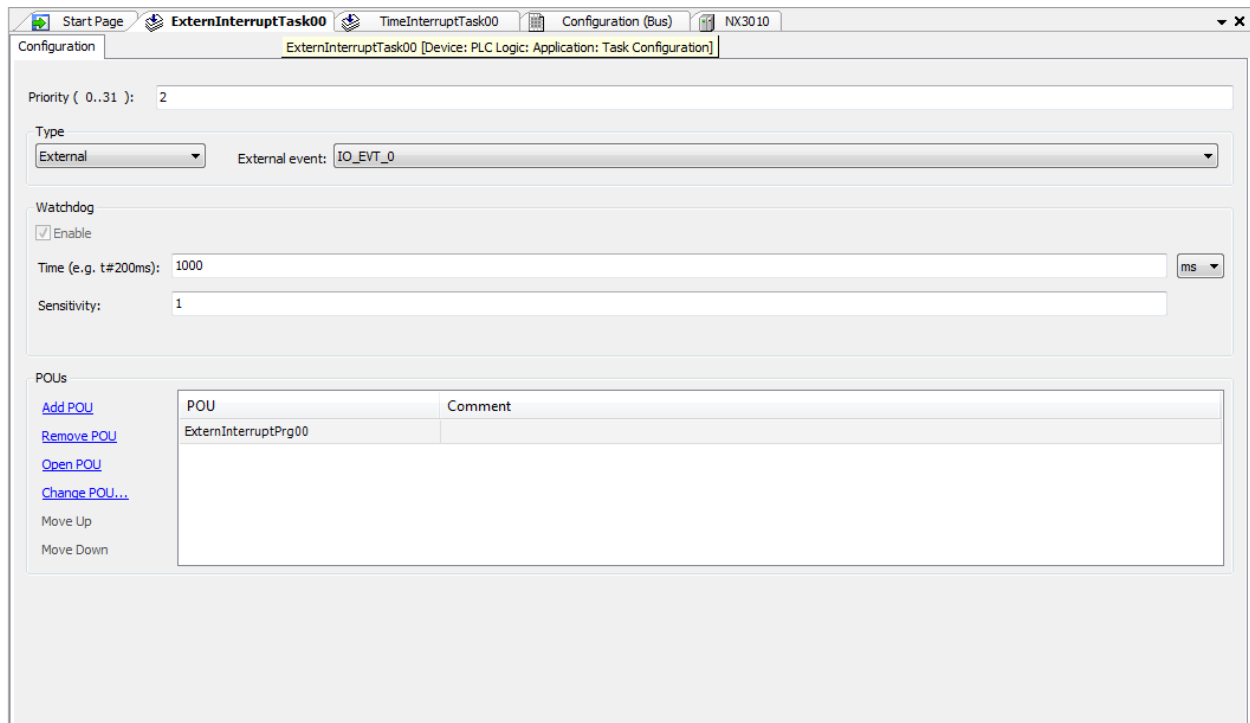 Start Page ExternInterruptTask00 TimeInterruptTask00 Configuration (Bus) NX3010
Configuration ExternInterruptTask00 [Device: PLC Logic: Application: Task Configuration]
Priority ( 0..31 ): 2
Type
External External event: IO_EVT_0
Watchdog
Enable
Time (e.g. t#200ms): 1000 ms
Sensitivity: 1
POUs
Add POU POU Comment
Remove POU ExternInterruptPrg00
Open POU
Change POU...
Move Up
Move Down